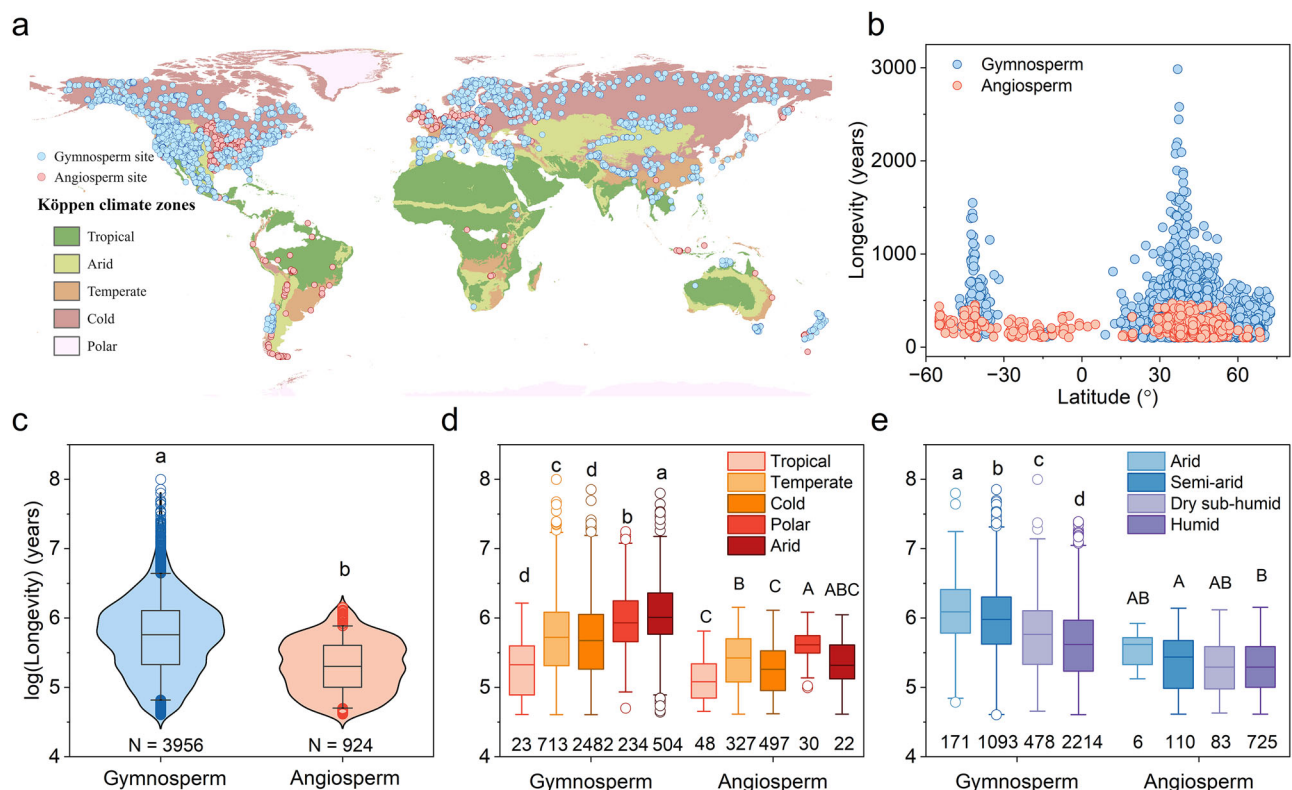 a
Gymnosperm site
Angiosperm site
Köppen climate zones
Tropical
Arid
Temperate
Cold
Polar
b
Gymnosperm
Angiosperm
3000
2000
1000
0
Longevity (years)
−60 −30 0 30 60
Latitude (°)
c
a
b
8
7
6
5
4
log(Longevity) (years)
N = 3956 N = 924
Gymnosperm Angiosperm
d
Tropical
Temperate
Cold
Polar
Arid
d c d b a
C B C A ABC
8
7
6
5
4
23 713 2482 234 504 48 327 497 30 22
Gymnosperm Angiosperm
e
Arid
Semi-arid
Dry sub-humid
Humid
a b c d
AB A AB B
8
7
6
5
4
171 1093 478 2214 6 110 83 725
Gymnosperm Angiosperm